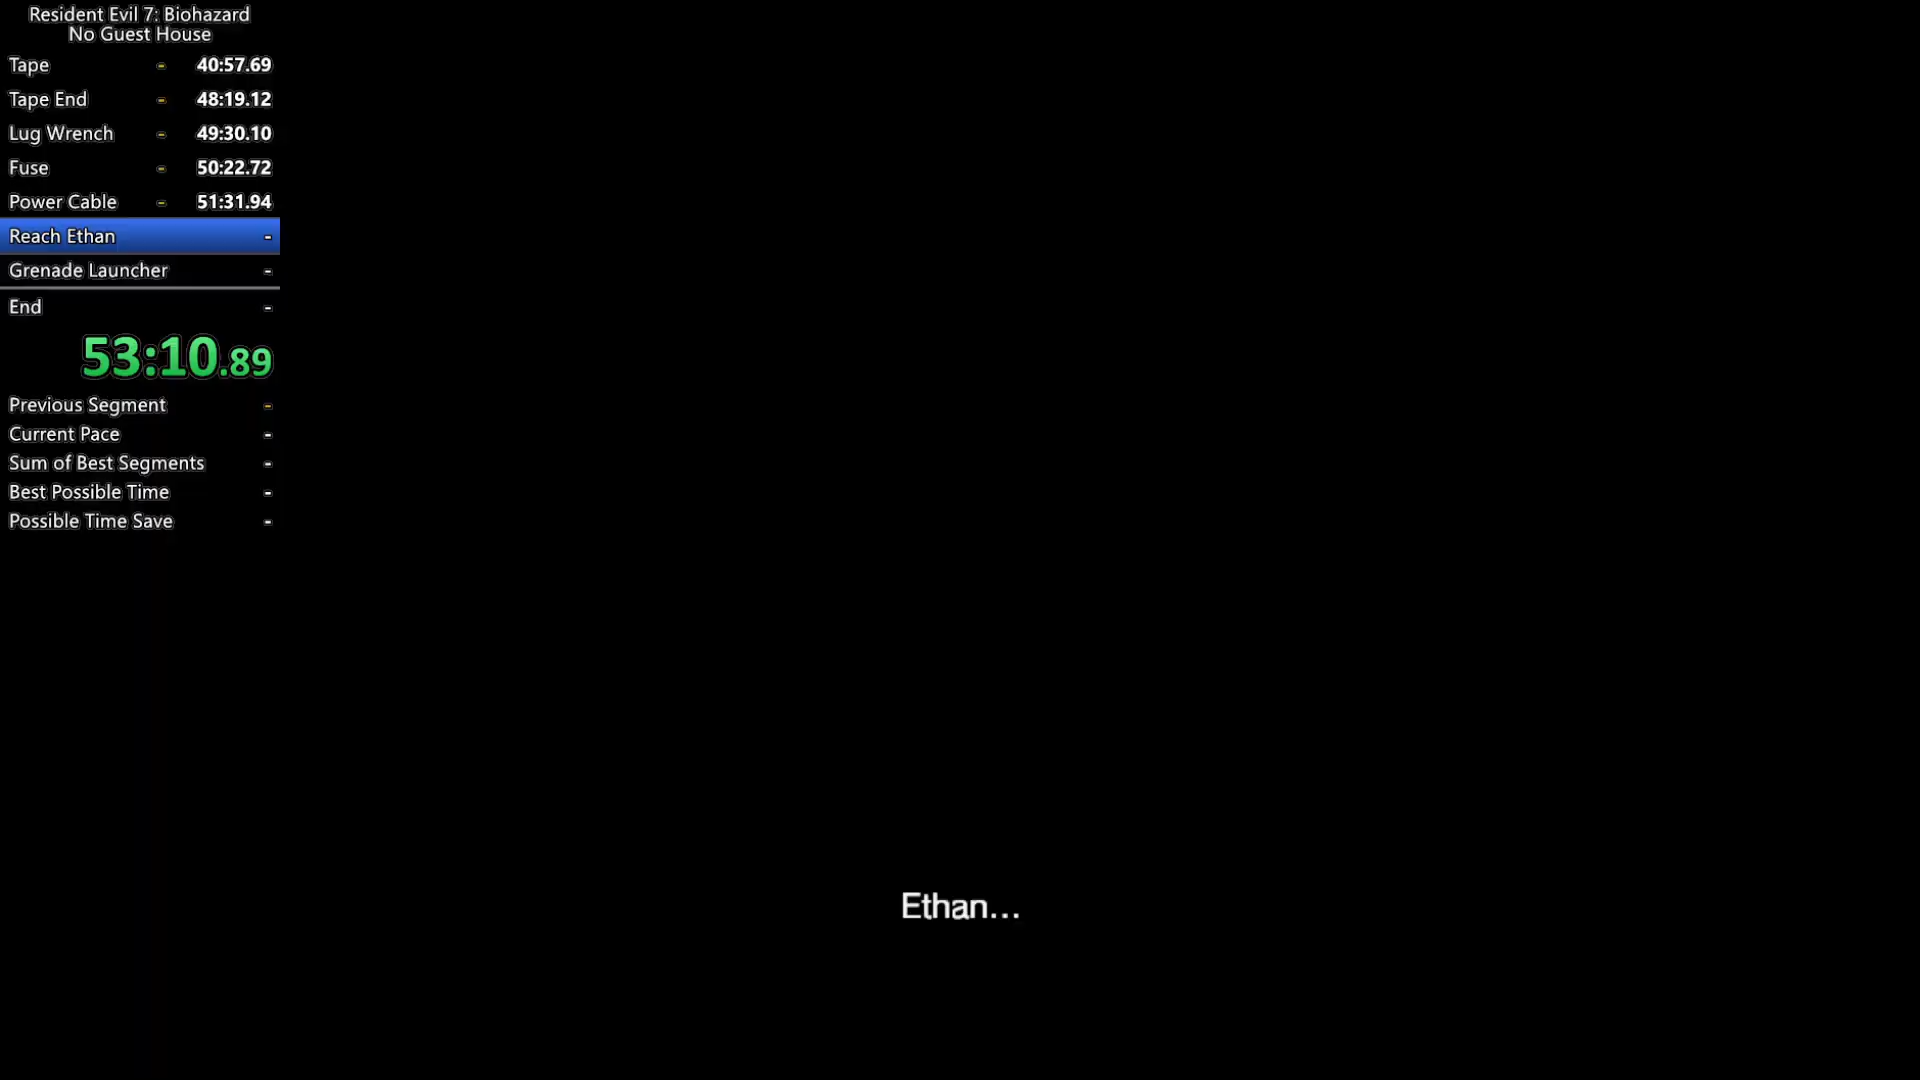 Resident Evil 7: Biohazard
No Guest House
Tape - 40:57.69
Tape End - 48:19.12
Lug Wrench - 49:30.10
Fuse - 50:22.72
Power Cable - 51:31.94
Reach Ethan -
Grenade Launcher -
End -
53:10.89
Previous Segment -
Current Pace -
Sum of Best Segments -
Best Possible Time -
Possible Time Save -
Ethan...